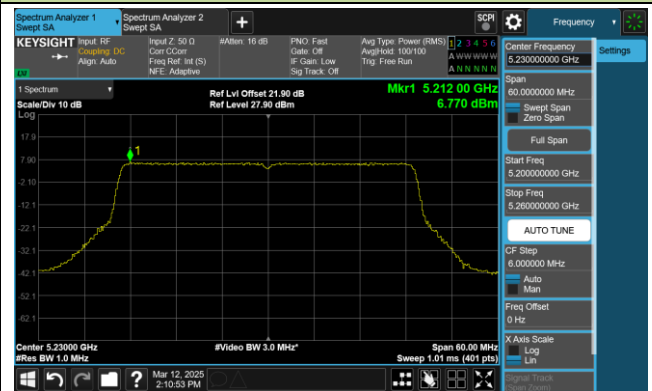 Spectrum Analyzer 1
Swept SA
Spectrum Analyzer 2
Swept SA
+
SCPI
Frequency
KEYSIGHT
Input: RF
Coupling: DC
Align: Auto
Input Z: 50 Ω
Corr CCorr
Freq Ref: Int (S)
NFE: Adaptive
#Atten: 16 dB
PNO: Fast
Gate: Off
IF Gain: Low
Sig Track: Off
Avg Type: Power (RMS)
Avg|Hold: 100/100
Trig: Free Run
1 2 3 4 5 6
A W W W W W
A N N N N N
LXI
1 Spectrum
Scale/Div 10 dB
Log
Ref Lvl Offset 21.90 dB
Ref Level 27.90 dBm
Mkr1 5.212 00 GHz
6.770 dBm
17.9
7.90
-2.10
-12.1
-22.1
-32.1
-42.1
-52.1
-62.1
1
Center 5.23000 GHz
#Res BW 1.0 MHz
#Video BW 3.0 MHz*
Span 60.00 MHz
Sweep 1.01 ms (401 pts)
Center Frequency
5.230000000 GHz
Settings
Span
60.0000000 MHz
Swept Span
Zero Span
Full Span
Start Freq
5.200000000 GHz
Stop Freq
5.260000000 GHz
AUTO TUNE
CF Step
6.000000 MHz
Auto
Man
Freq Offset
0 Hz
X Axis Scale
Log
Lin
Signal Track
(Span Zoom)
?
Mar 12, 2025
2:10:53 PM